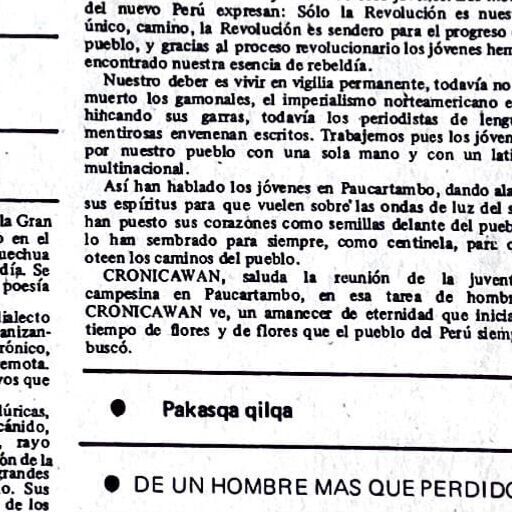 la Gran
o en el
uechua
día. Se
poesía
ialecto
anizan-
rónico,
emota.
vos que
lúricas,
cánido,
, rayo
ón de la
grandes
o. Sus
de los
del nuevo Perú expresan: Sólo la Revolución es nues
único, camino, la Revolución es sendero para el progreso
pueblo, y gracias al proceso revolucionario los jóvenes hem
encontrado nuestra esencia de rebeldía.
Nuestro deber es vivir en vigilia permanente, todavía no
muerto los gamonales, el imperialismo norteamericano e
hincando sus garras, todavía los periodistas de leng
mentirosas envenenan escritos. Trabajemos pues los jóven
por nuestro pueblo con una sola mano y con un lati
multinacional.
Así han hablado los jóvenes en Paucartambo, dando ala
sus espíritus para que vuelen sobre las ondas de luz del s
han puesto sus corazones como semillas delante del pueb
lo han sembrado para siempre, como centinela, para
oteen los caminos del pueblo.
CRONICAWAN, saluda la reunión de la juvent
campesina en Paucartambo, en esa tarea de hombr
CRONICAWAN ve, un amanecer de eternidad que inicia
tiempo de flores y de flores que el pueblo del Perú siem
buscó.
● Pakasqa qilqa
● DE UN HOMBRE MAS QUE PERDIDO